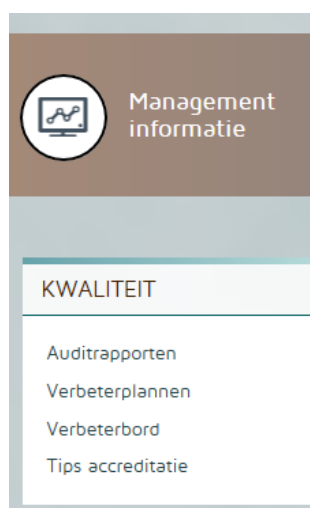 Management
informatie
KWALITEIT
Auditrapporten
Verbeterplannen
Verbeterbord
Tips accreditatie